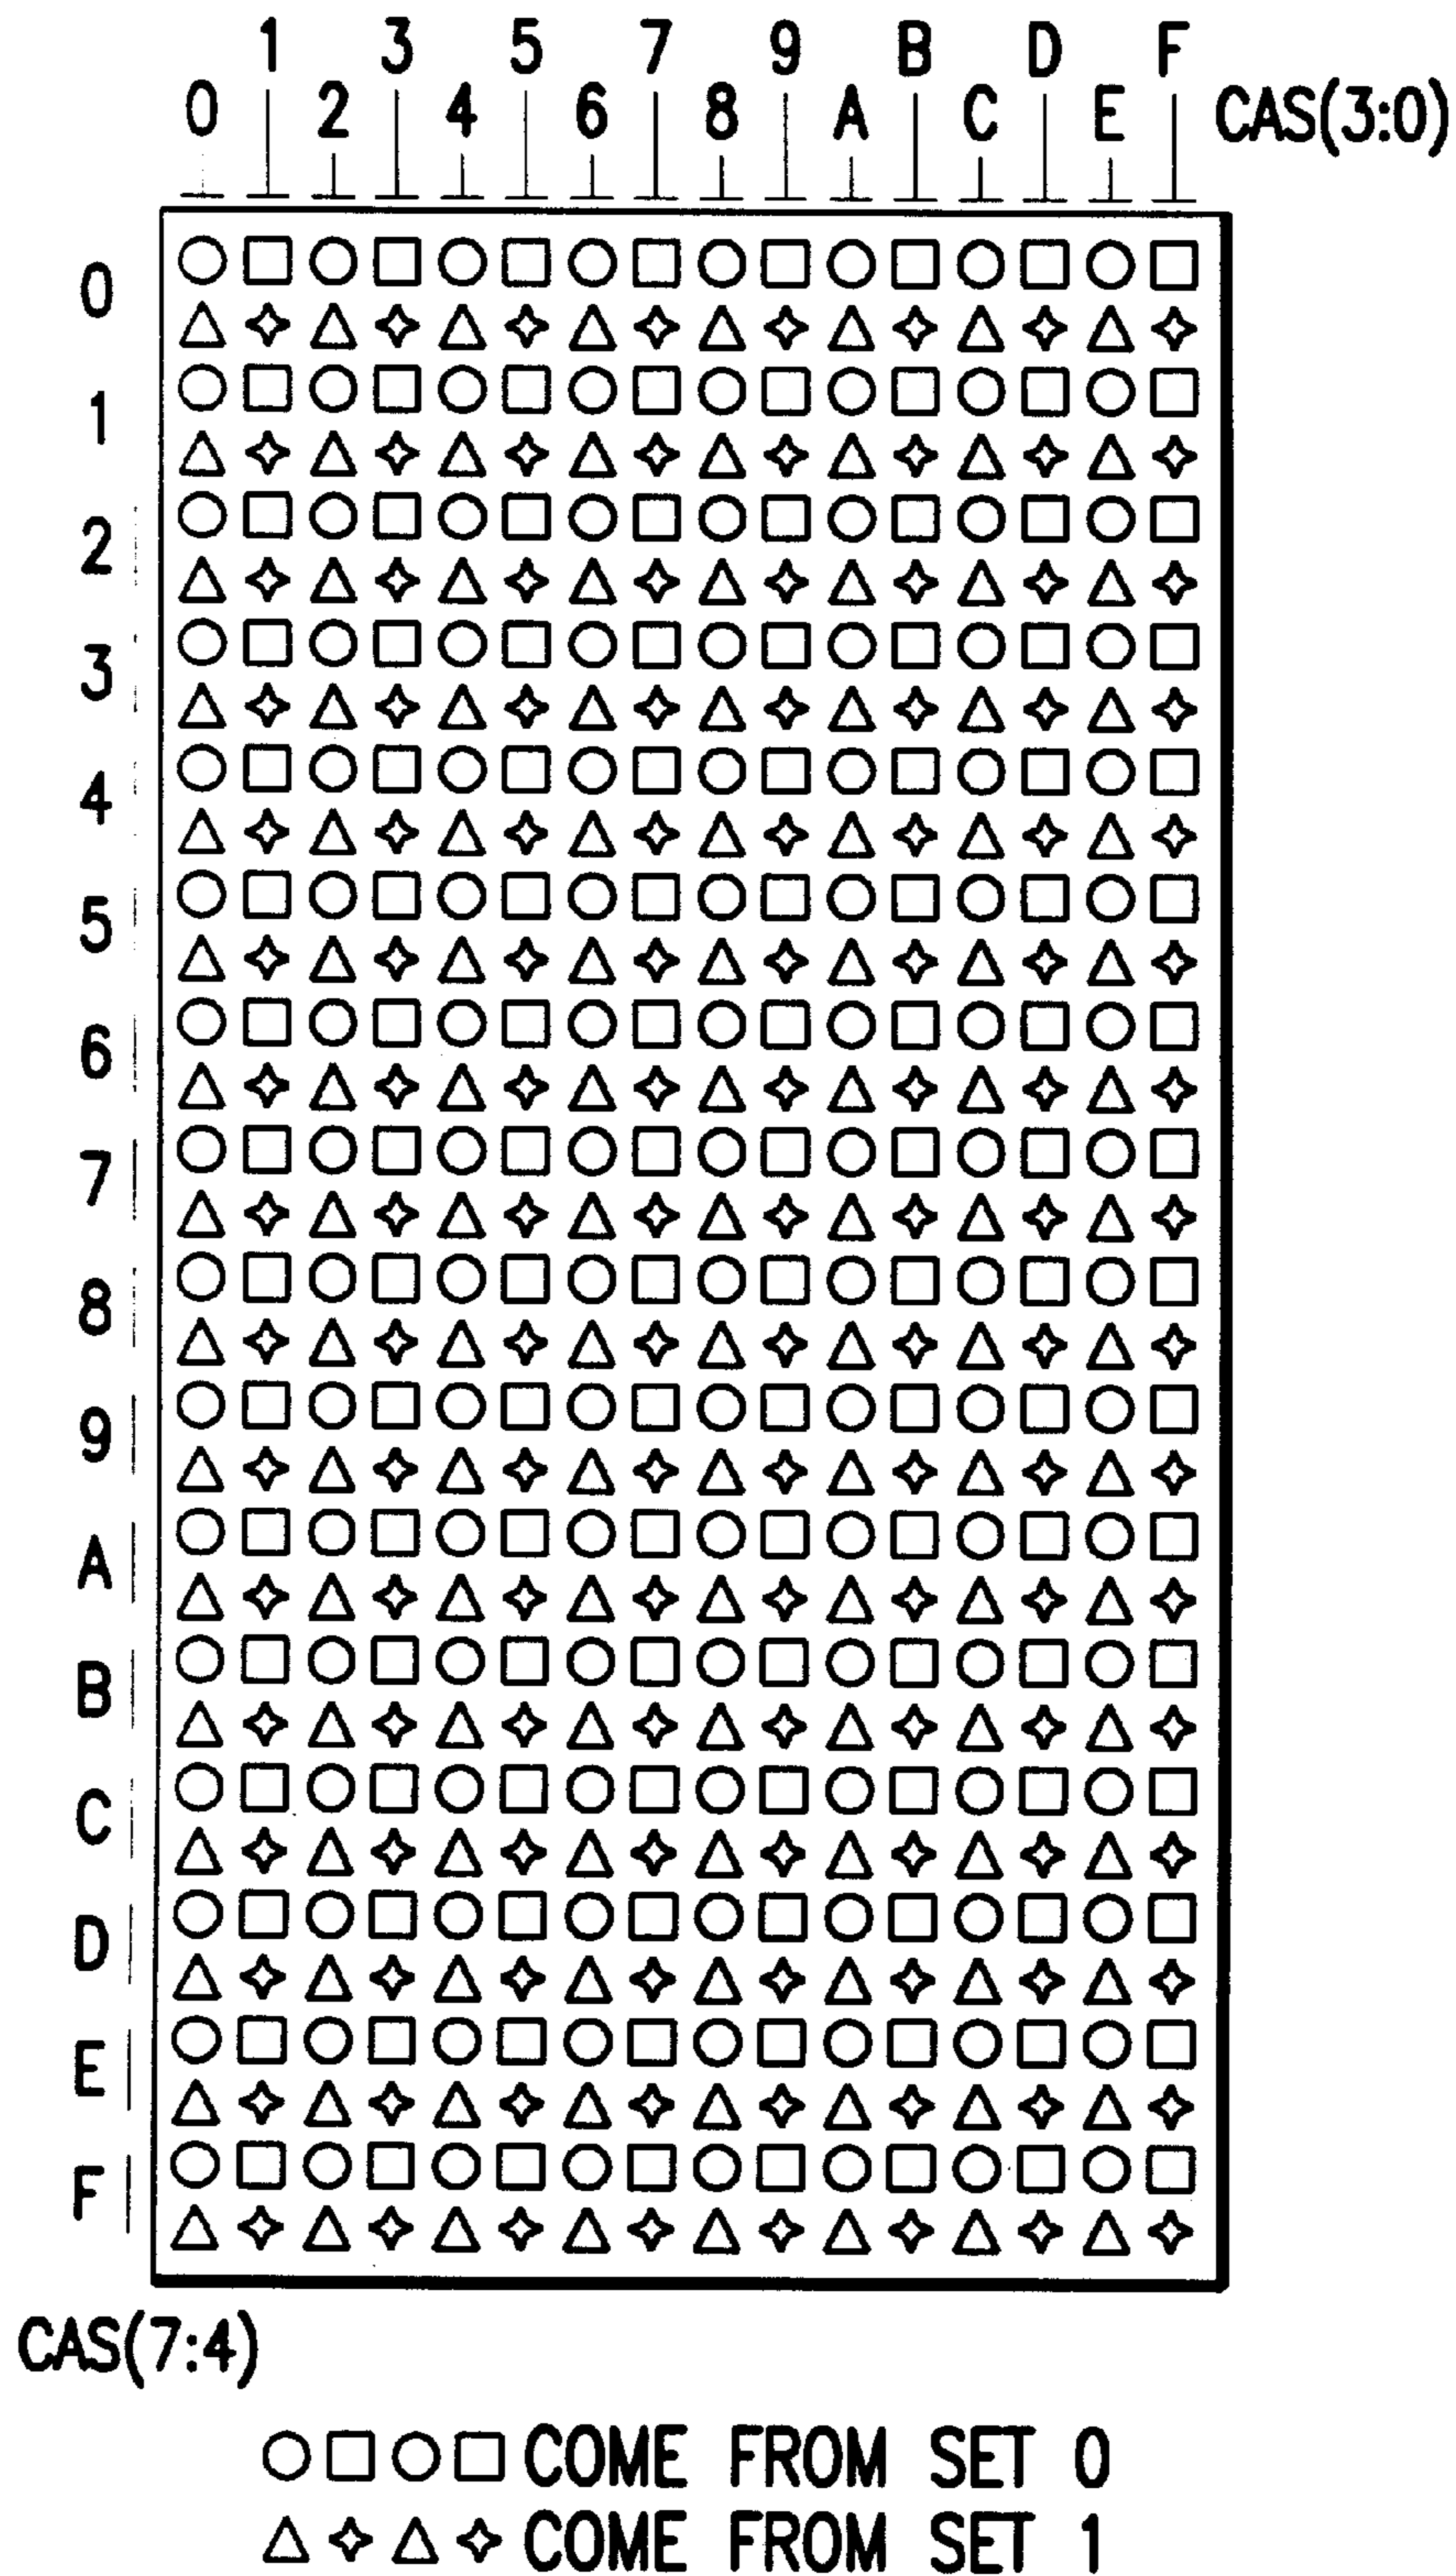 1 3 5 7 9 B D F
0 2 4 6 8 A C E CAS(3:0)
0
1
2
3
4
5
6
7
8
9
A
B
C
D
E
F
CAS(7:4)
COME FROM SET 0
COME FROM SET 1